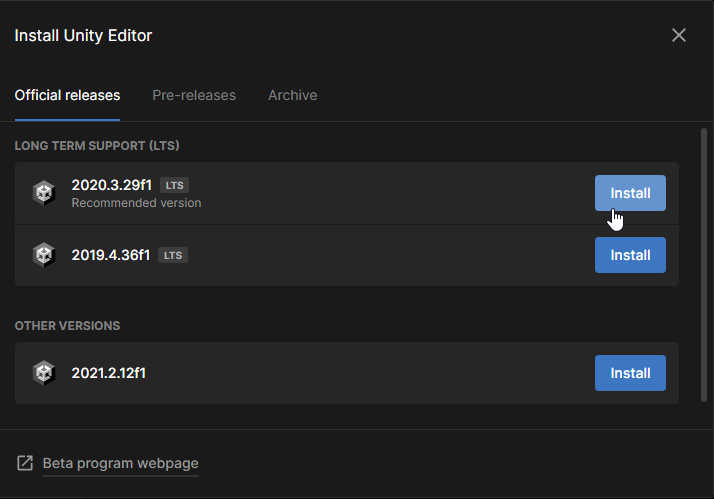 Install Unity Editor
Official releases Pre-releases Archive
LONG TERM SUPPORT (LTS)
2020.3.29f1 LTS
Recommended version
Install
2019.4.36f1 LTS
Install
OTHER VERSIONS
2021.2.12f1
Install
Beta program webpage